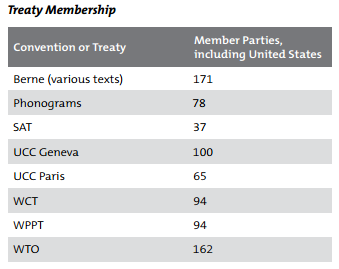 Treaty Membership
Convention or Treaty
Member Parties,
including United States
Berne (various texts) 171
Phonograms 78
SAT 37
UCC Geneva 100
UCC Paris 65
WCT 94
WPPT 94
WTO 162